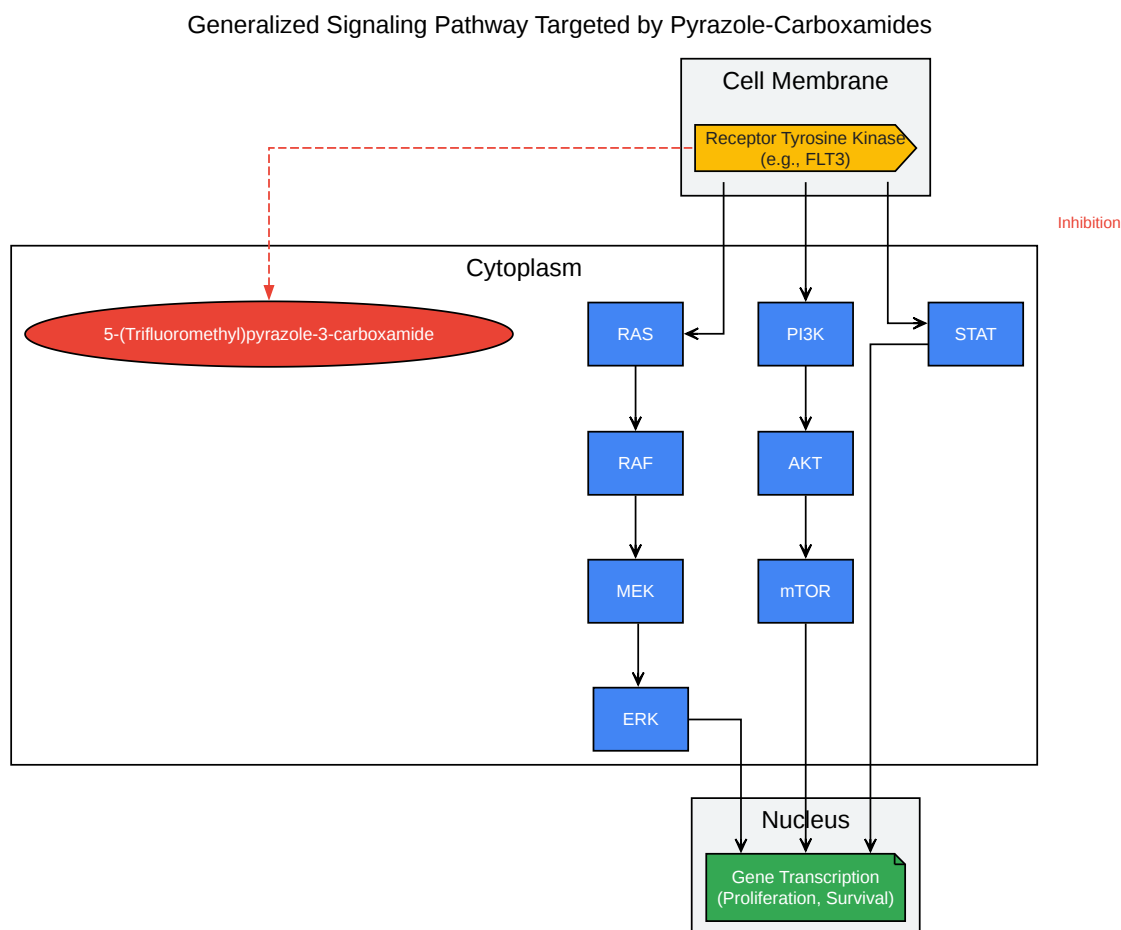 Generalized Signaling Pathway Targeted by Pyrazole-Carboxamides
Cell Membrane
Receptor Tyrosine Kinase
(e.g., FLT3)
Inhibition
Cytoplasm
5-(Trifluoromethyl)pyrazole-3-carboxamide
RAS
PI3K
STAT
RAF
AKT
MEK
mTOR
ERK
Nucleus
Gene Transcription
(Proliferation, Survival)